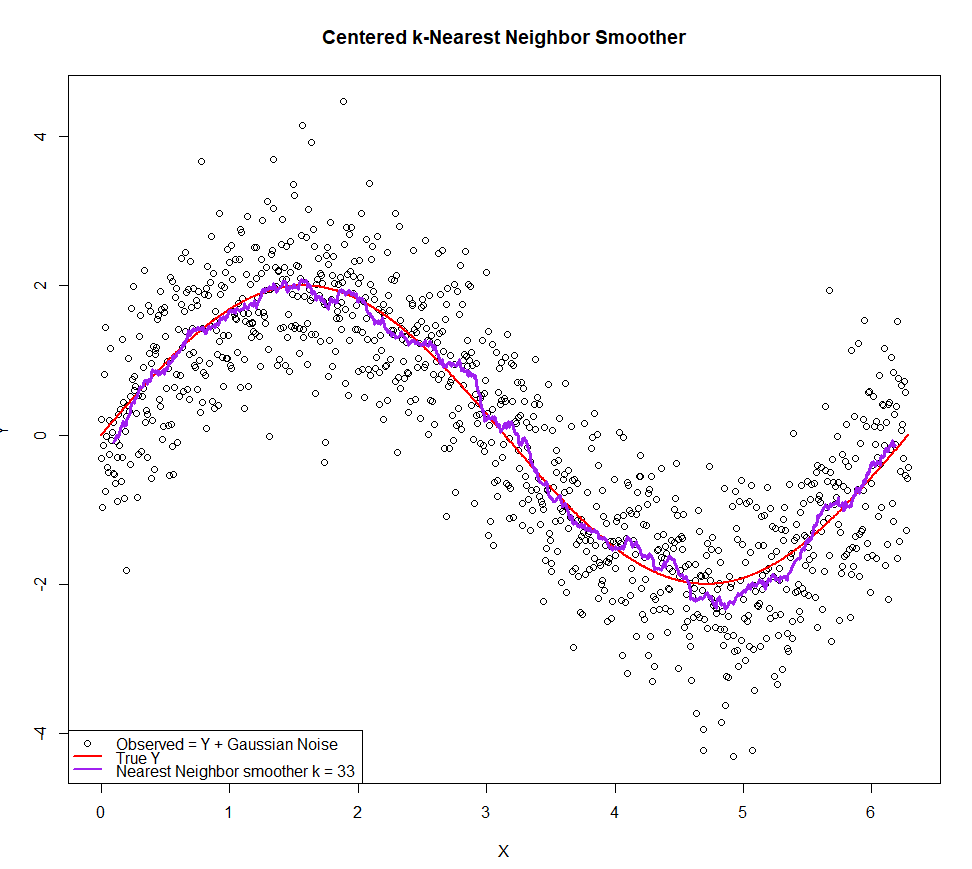 Centered k-Nearest Neighbor Smoother
4
2
0
-2
-4
Observed = Y + Gaussian Noise
True Y
Nearest Neighbor smoother k = 33
0 1 2 3 4 5 6
X